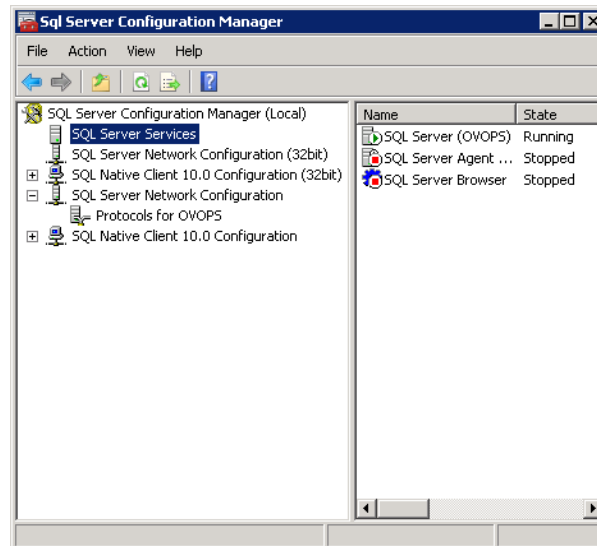 Sql Server Configuration Manager
File Action View Help
SQL Server Configuration Manager (Local)
SQL Server Services
SQL Server Network Configuration (32bit)
SQL Native Client 10.0 Configuration (32bit)
SQL Server Network Configuration
Protocols for OVOPS
SQL Native Client 10.0 Configuration
Name State
SQL Server (OVOPS) Running
SQL Server Agent ... Stopped
SQL Server Browser Stopped